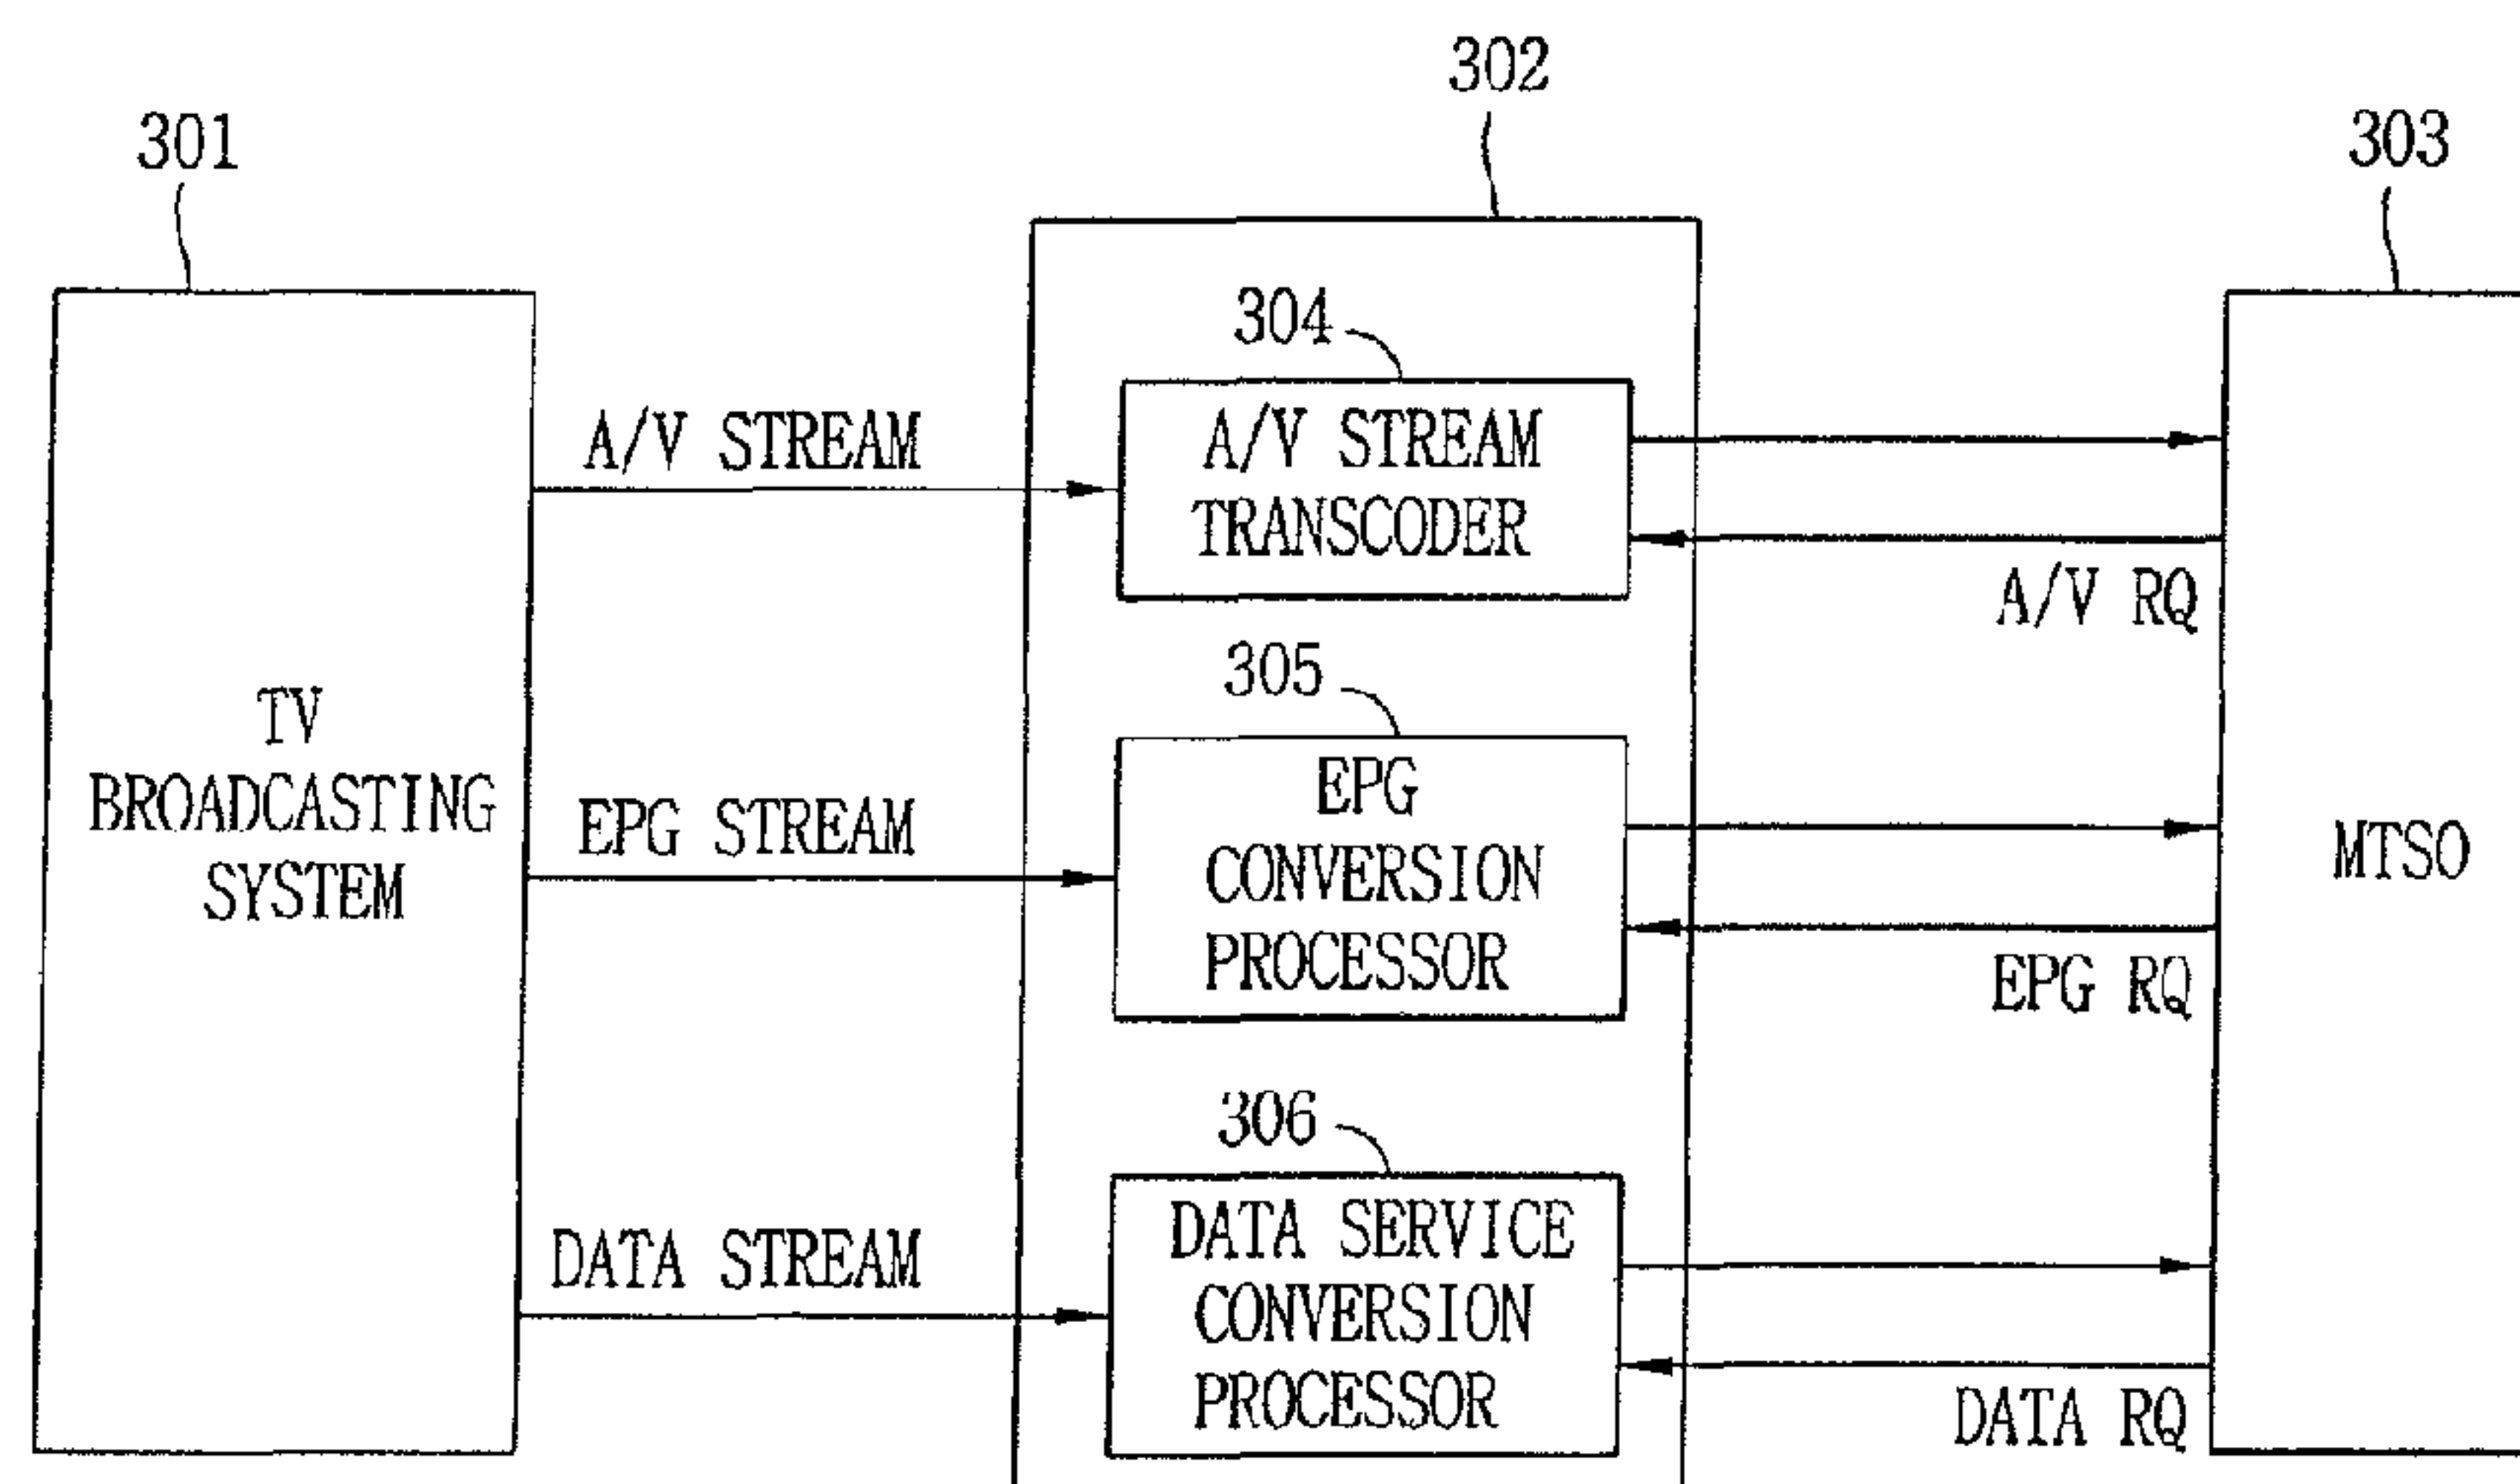 302
301
303
304
A/V STREAM
A/V STREAM
TRANSCODER
A/V RQ
305
TV
BROADCASTING
SYSTEM
EPG STREAM
EPG
CONVERSION
PROCESSOR
MTSO
EPG RQ
306
DATA STREAM
DATA SERVICE
CONVERSION
PROCESSOR
DATA RQ